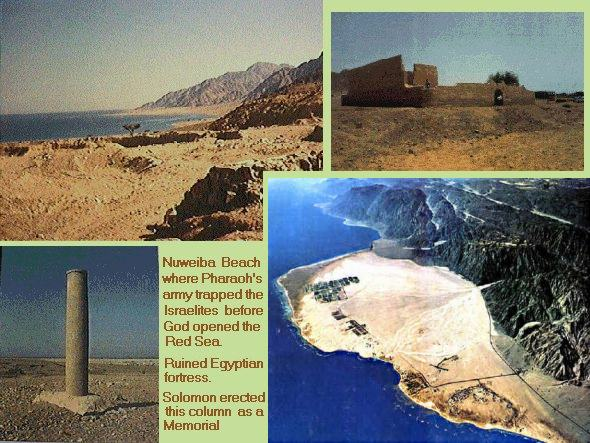 Nuweiba Beach
where Pharaoh's
army trapped the
Israelites before
God opened the
Red Sea.
Ruined Egyptian
fortress.
Solomon erected
this column as a
Memorial